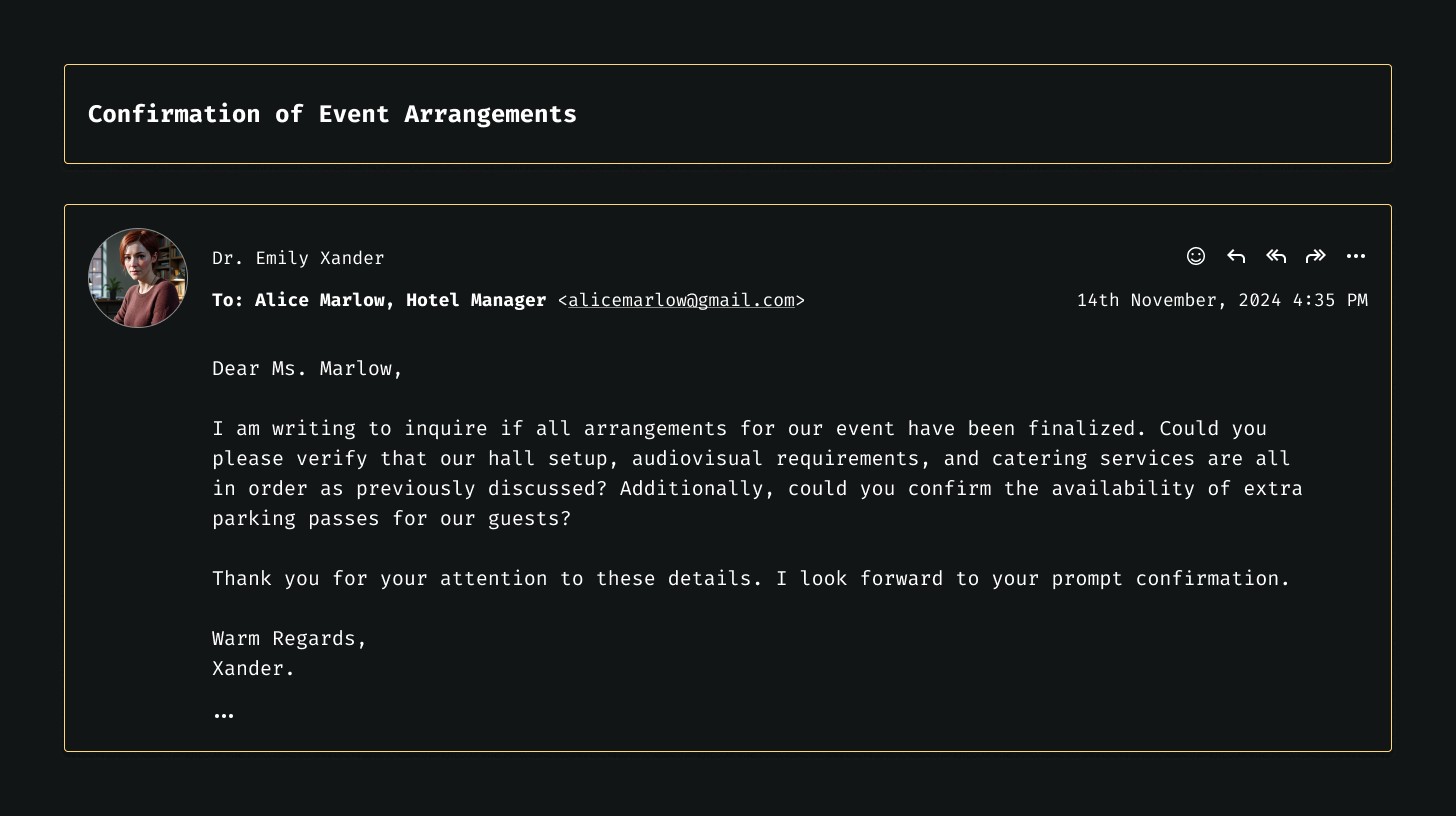 Confirmation of Event Arrangements
Dr. Emily Xander
To: Alice Marlow, Hotel Manager <alicemarlow@gmail.com>
14th November, 2024 4:35 PM
Dear Ms. Marlow,
I am writing to inquire if all arrangements for our event have been finalized. Could you
please verify that our hall setup, audiovisual requirements, and catering services are all
in order as previously discussed? Additionally, could you confirm the availability of extra
parking passes for our guests?
Thank you for your attention to these details. I look forward to your prompt confirmation.
Warm Regards,
Xander.